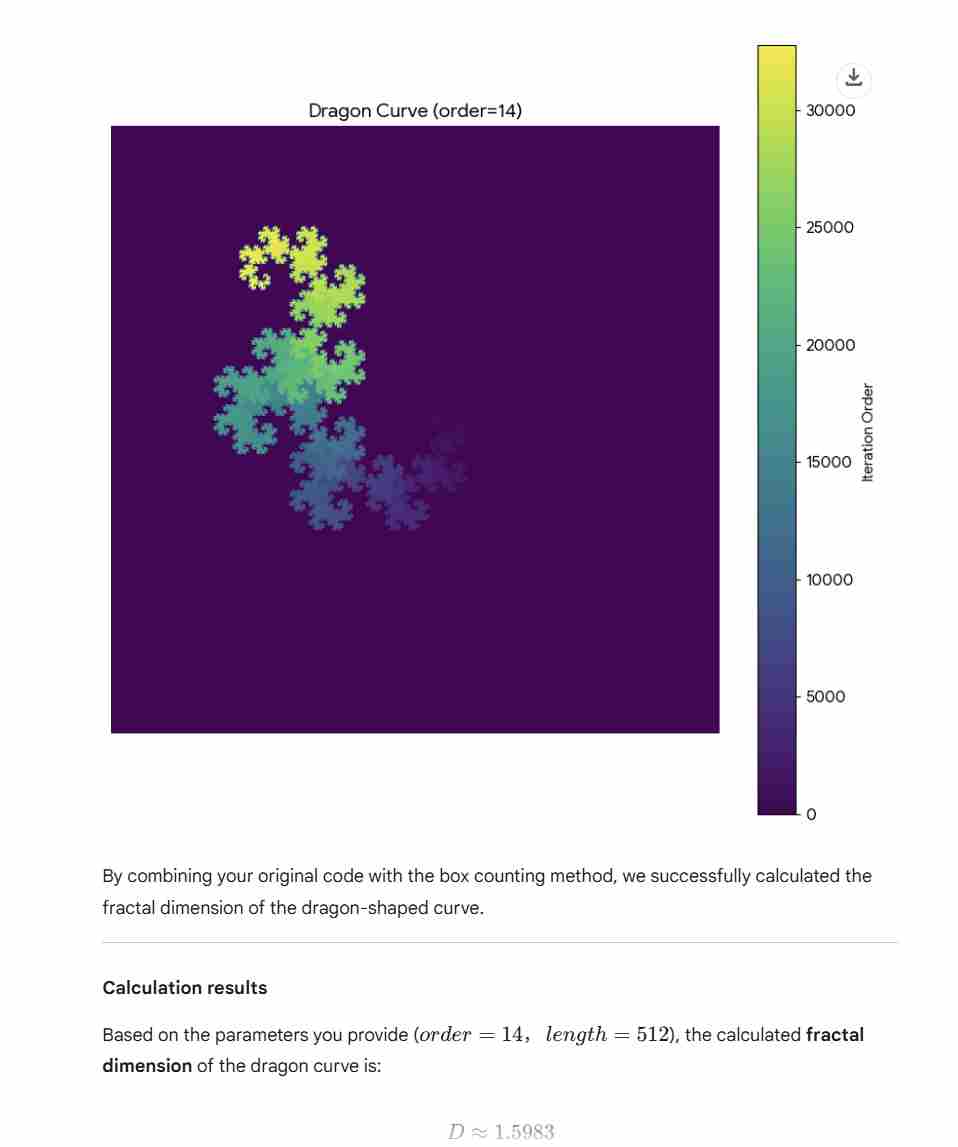 Dragon Curve (order=14)
30000
25000
20000
15000
10000
5000
0
Iteration Order
By combining your original code with the box counting method, we successfully calculated the
fractal dimension of the dragon-shaped curve.
Calculation results
Based on the parameters you provide (order = 14, length = 512), the calculated fractal
dimension of the dragon curve is:
D ≈ 1.5983